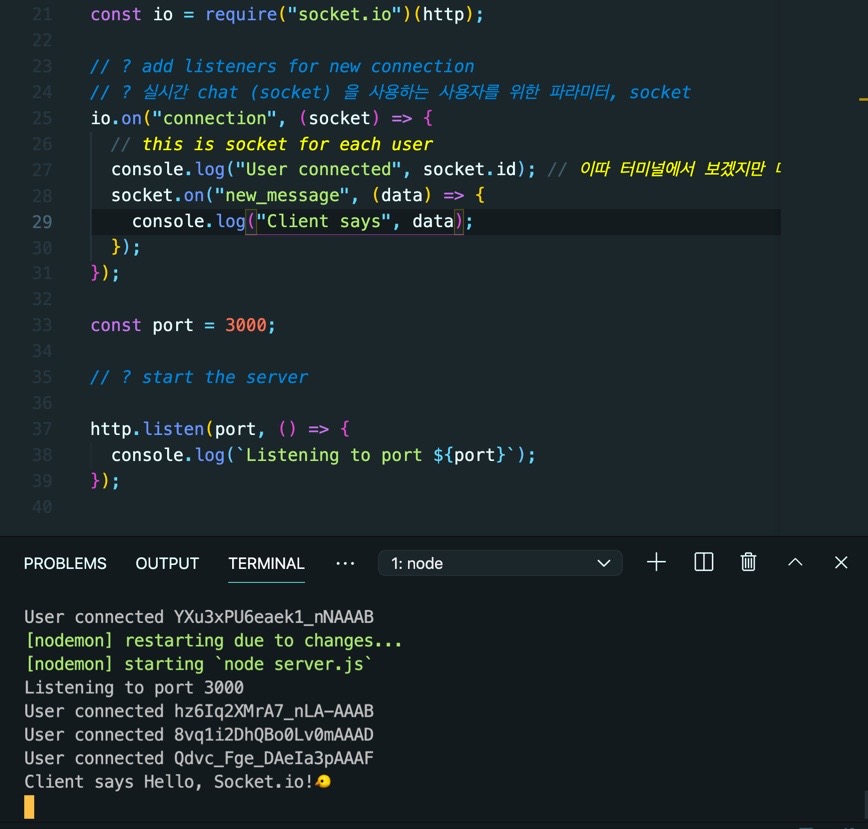 21 const io = require("socket.io")(http);
22
23 // ? add listeners for new connection
24 // ? 실시간 chat (socket) 을 사용하는 사용자를 위한 파라미터, socket
25 io.on("connection", (socket) => {
26 // this is socket for each user
27 console.log("User connected", socket.id); // 이따 터미널에서 보겠지만
28 socket.on("new_message", (data) => {
29 console.log("Client says", data);
30 });
31 });
32
33 const port = 3000;
34
35 // ? start the server
36
37 http.listen(port, () => {
38 console.log(`Listening to port ${port}`);
39 });
40
PROBLEMS OUTPUT TERMINAL ... 1: node
User connected YXu3xPU6eaek1_nNAAAB
[nodemon] restarting due to changes...
[nodemon] starting `node server.js`
Listening to port 3000
User connected hz6Iq2XMrA7_nLA-AAAB
User connected 8vq1i2DhQBo0Lv0mAAAD
User connected Qdvc_Fge_DAeIa3pAAAF
Client says Hello, Socket.io!🐤